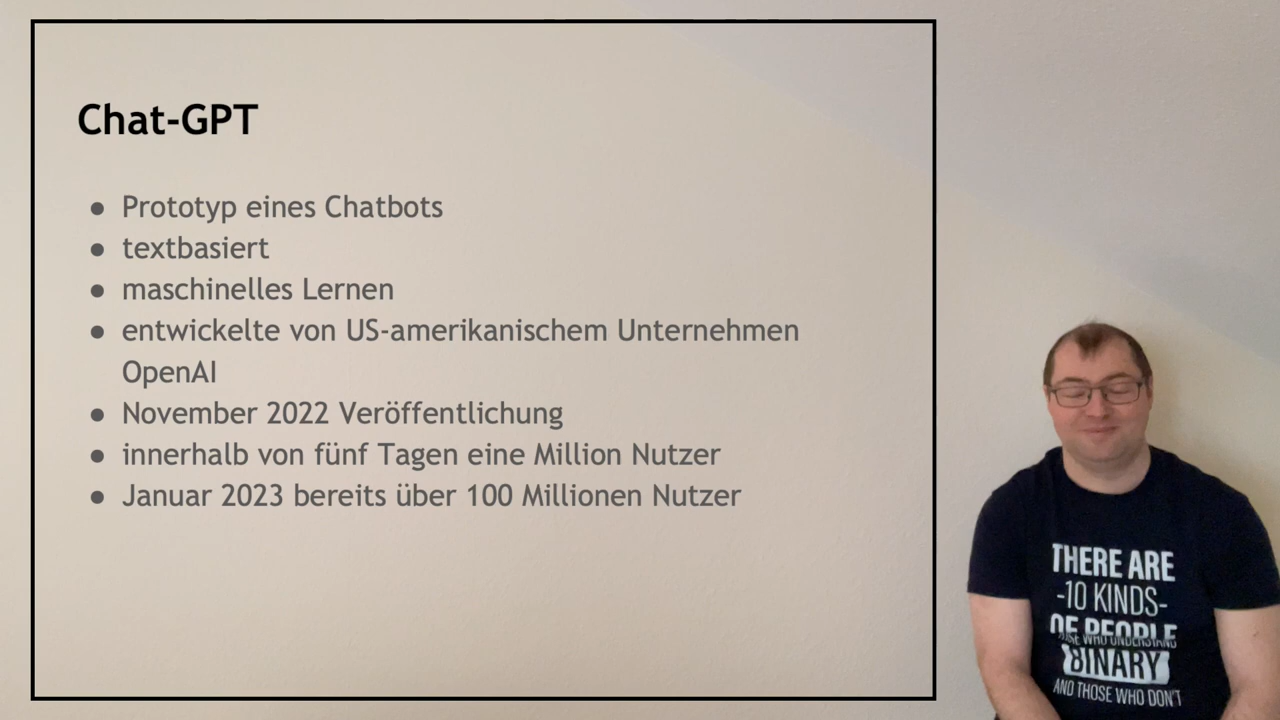 Chat-GPT
● Prototyp eines Chatbots
● textbasiert
● maschinelles Lernen
● entwickelte von US-amerikanischem Unternehmen
OpenAI
● November 2022 Veröffentlichung
● innerhalb von fünf Tagen eine Million Nutzer
● Januar 2023 bereits über 100 Millionen Nutzer
THERE ARE
-10 KINDS-
OF PEOPLE
THOSE WHO UNDERSTAND
BINARY
AND THOSE WHO DON'T